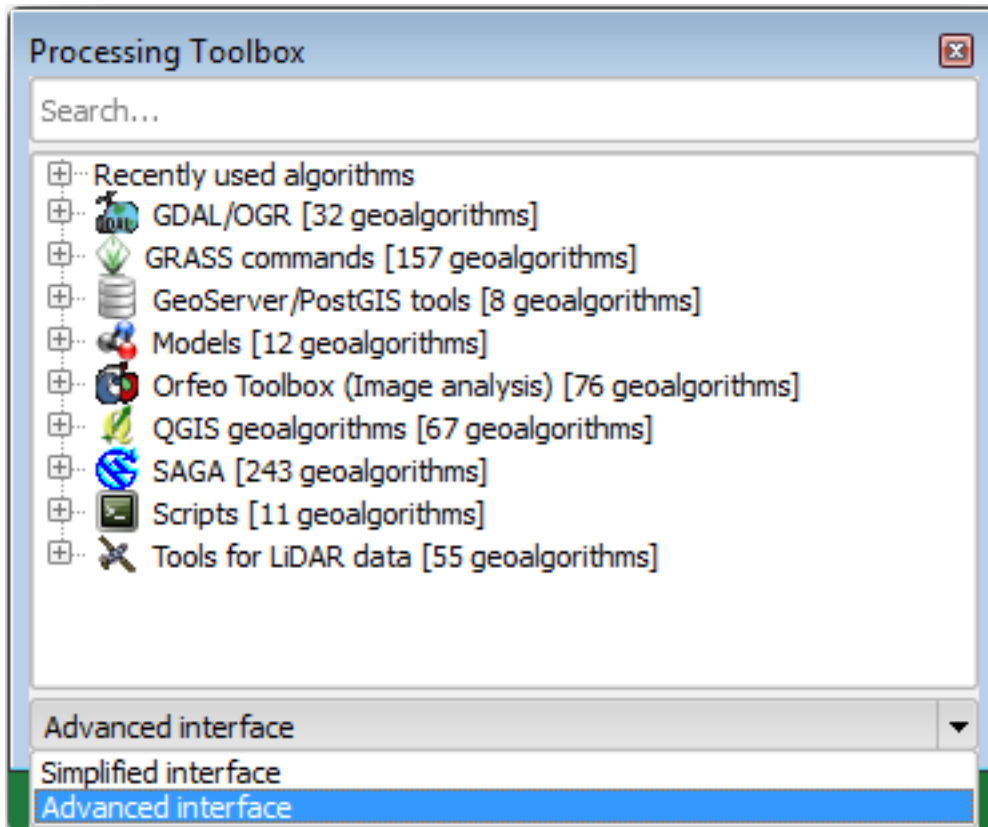 Processing Toolbox
Search...
Recently used algorithms
GDAL/OGR [32 geoalgorithms]
GRASS commands [157 geoalgorithms]
GeoServer/PostGIS tools [8 geoalgorithms]
Models [12 geoalgorithms]
Orfeo Toolbox (Image analysis) [76 geoalgorithms]
QGIS geoalgorithms [67 geoalgorithms]
SAGA [243 geoalgorithms]
Scripts [11 geoalgorithms]
Tools for LiDAR data [55 geoalgorithms]
Advanced interface
Simplified interface
Advanced interface